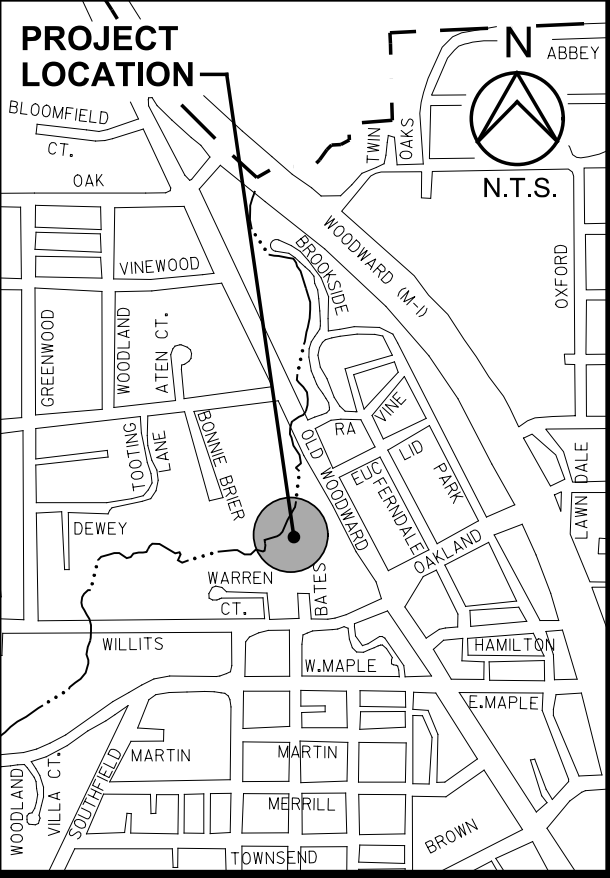 PROJECT
LOCATION
N
ABBEY
BLOOMFIELD
CT.
TWIN
OAKS
OAK
N.T.S.
WOODWARD (M-1)
BROOKSIDE
OXFORD
VINEWOOD
GREENWOOD
WOODLAND
ATEN CT.
VINE
RA
TOOTING
LANE
BONNIE BRIER
OLD WOODWARD
EUC
LID
PARK
FERNDALE
LAWN DALE
DEWEY
OAKLAND
WARREN
CT.
BATES
WILLITS
HAMILTON
W.MAPLE
E.MAPLE
MARTIN
MARTIN
WOODLAND
VILLA CT.
SOUTHFIELD
MERRILL
BROWN
TOWNSEND